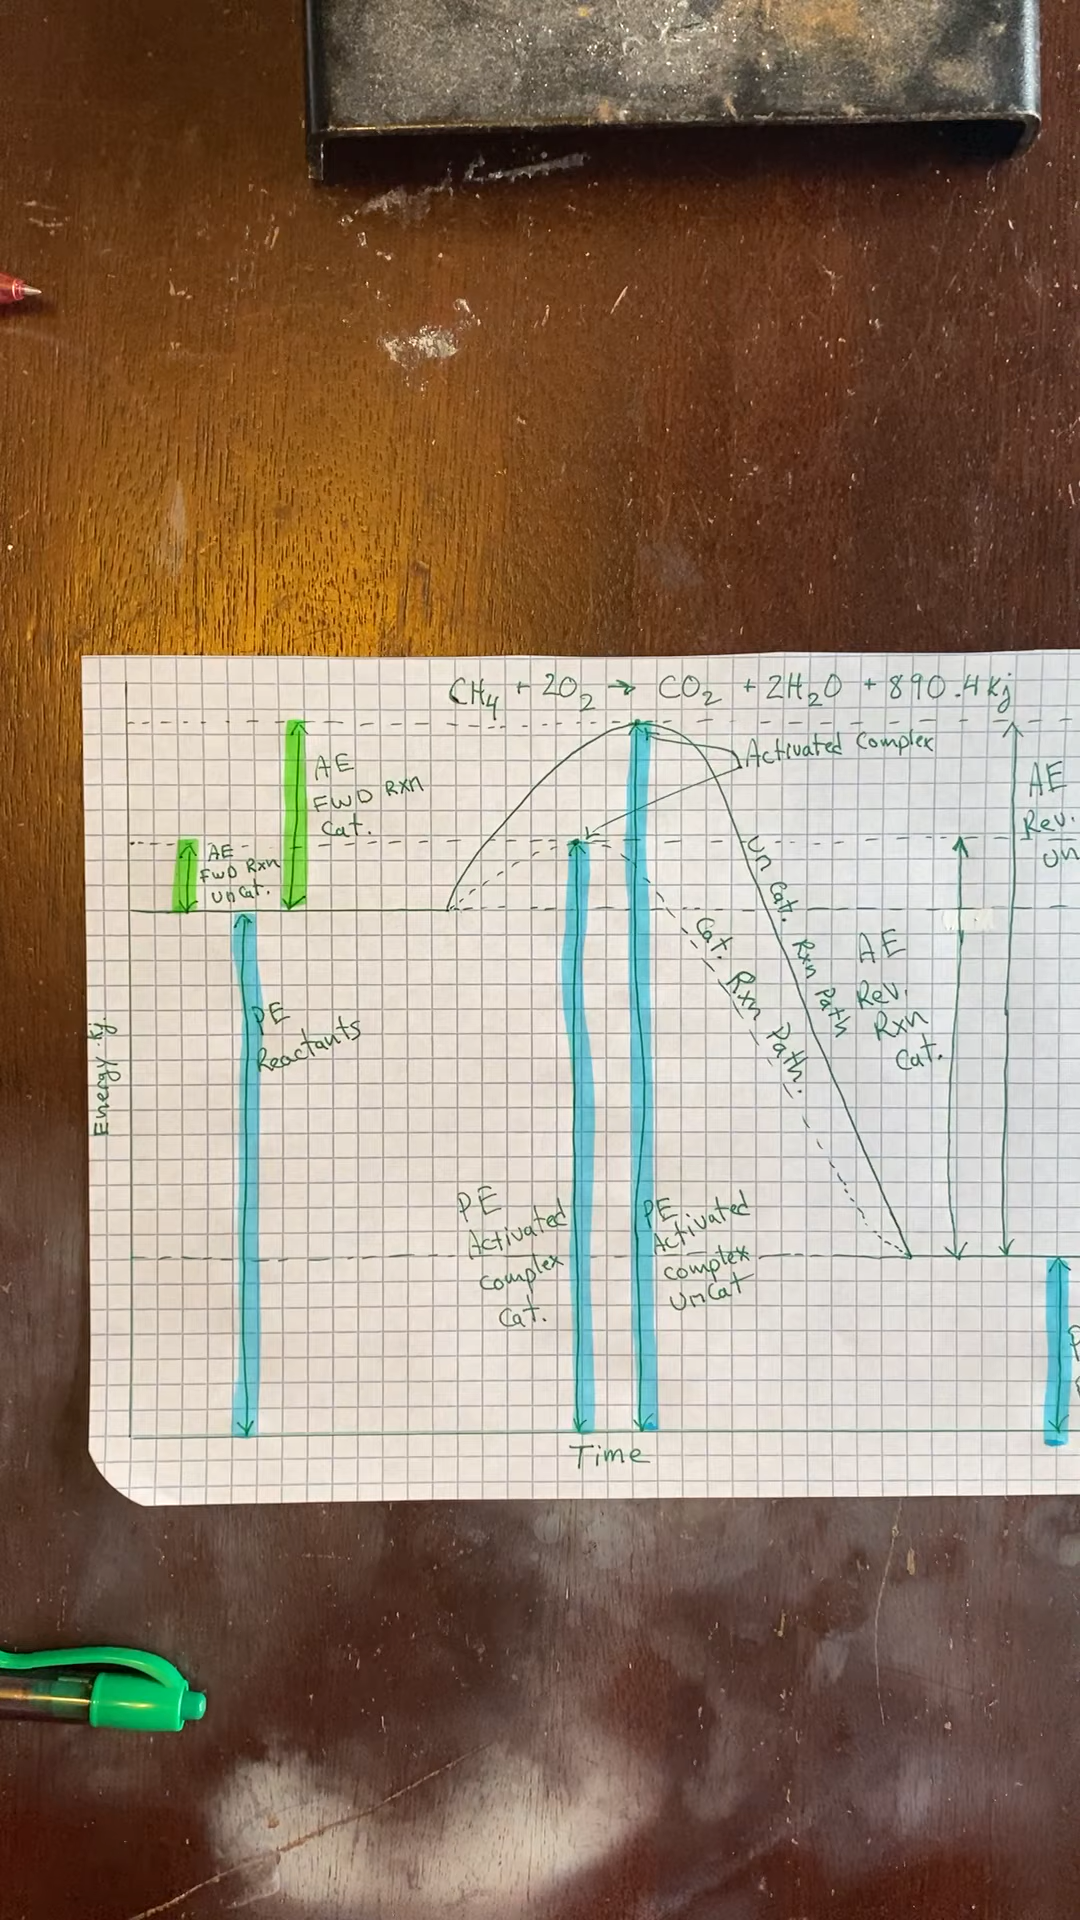 CH4 + 2O2 → CO2 + 2H2O + 890.4 kj
Activated Complex
AE
FWD Rxn
Cat.
AE
FWD Rxn
UnCat.
AE
Rev.
Un
Un Cat. Rxn Path
Cat. Rxn Path.
AE
Rev.
Rxn
Cat.
PE
Reactants
Energy kj
PE
Activated
Complex
Cat.
PE
Activated
complex
UnCat
Time